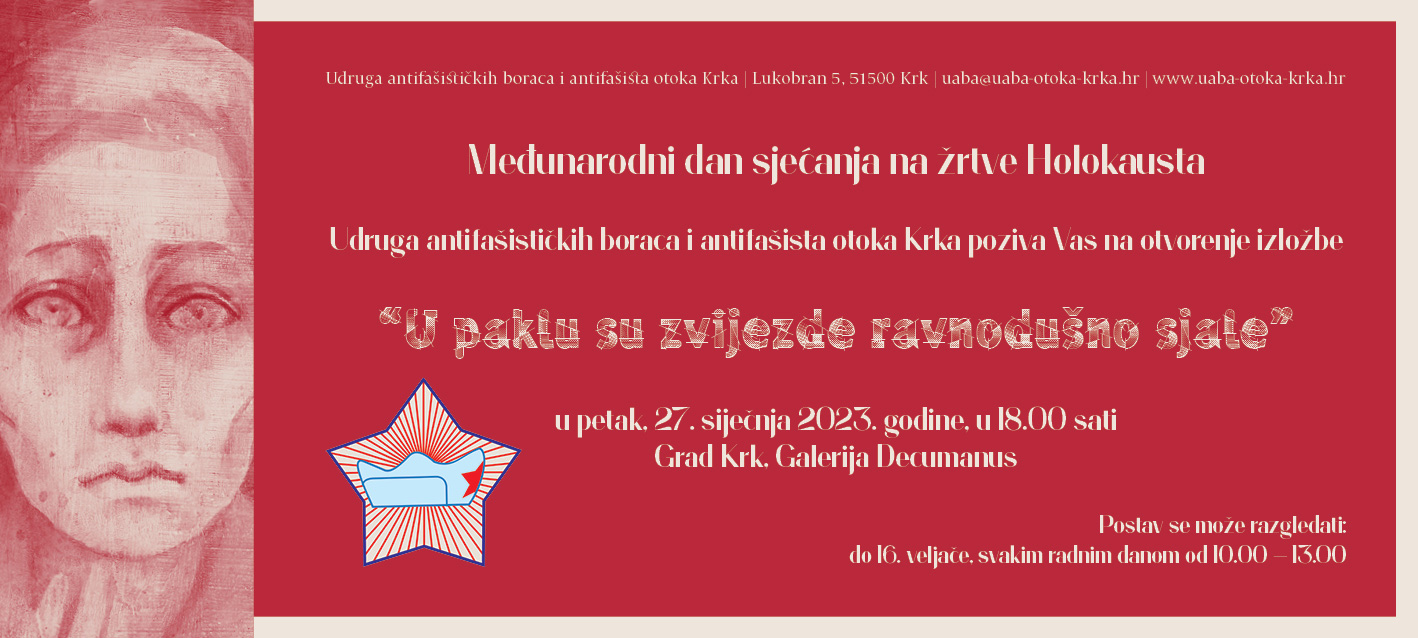 Udruga antifašističkih boraca i antifašista otoka Krka | Lukobran 5, 51500 Krk | uaba@uaba-otoka-krka.hr | www.uaba-otoka-krka.hr
Međunarodni dan sjećanja na žrtve Holokausta
Udruga antifašističkih boraca i antifašista otoka Krka poziva Vas na otvorenje izložbe
“U paktu su zvijezde ravnodušno sjale”
u petak, 27. siječnja 2023. godine, u 18.00 sati
Grad Krk, Galerija Decumanus
Postav se može razgledati:
do 16. veljače, svakim radnim danom od 10.00 – 13.00